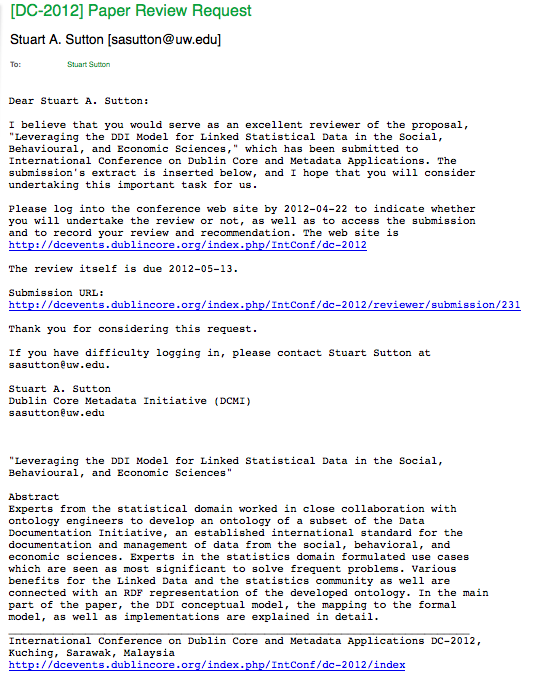 [DC-2012] Paper Review Request
Stuart A. Sutton [sasutton@uw.edu]
To: Stuart Sutton
Dear Stuart A. Sutton:
I believe that you would serve as an excellent reviewer of the proposal,
"Leveraging the DDI Model for Linked Statistical Data in the Social,
Behavioural, and Economic Sciences," which has been submitted to
International Conference on Dublin Core and Metadata Applications. The
submission's extract is inserted below, and I hope that you will consider
undertaking this important task for us.
Please log into the conference web site by 2012-04-22 to indicate whether
you will undertake the review or not, as well as to access the submission
and to record your review and recommendation. The web site is
http://dcevents.dublincore.org/index.php/IntConf/dc-2012
The review itself is due 2012-05-13.
Submission URL:
http://dcevents.dublincore.org/index.php/IntConf/dc-2012/reviewer/submission/231
Thank you for considering this request.
If you have difficulty logging in, please contact Stuart Sutton at
sasutton@uw.edu.
Stuart A. Sutton
Dublin Core Metadata Initiative (DCMI)
sasutton@uw.edu
"Leveraging the DDI Model for Linked Statistical Data in the Social,
Behavioural, and Economic Sciences"
Abstract
Experts from the statistical domain worked in close collaboration with
ontology engineers to develop an ontology of a subset of the Data
Documentation Initiative, an established international standard for the
documentation and management of data from the social, behavioral, and
economic sciences. Experts in the statistics domain formulated use cases
which are seen as most significant to solve frequent problems. Various
benefits for the Linked Data and the statistics community as well are
connected with an RDF representation of the developed ontology. In the main
part of the paper, the DDI conceptual model, the mapping to the formal
model, as well as implementations are explained in detail.
International Conference on Dublin Core and Metadata Applications DC-2012,
Kuching, Sarawak, Malaysia
http://dcevents.dublincore.org/index.php/IntConf/dc-2012/index